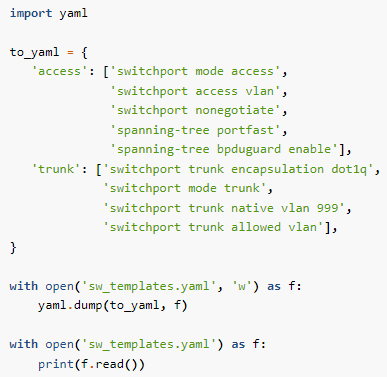 import yaml

to_yaml = {
   'access': ['switchport mode access',
              'switchport access vlan',
              'switchport nonegotiate',
              'spanning-tree portfast',
              'spanning-tree bpduguard enable'],
   'trunk': ['switchport trunk encapsulation dot1q',
             'switchport mode trunk',
             'switchport trunk native vlan 999',
             'switchport trunk allowed vlan'],
}

with open('sw_templates.yaml', 'w') as f:
    yaml.dump(to_yaml, f)

with open('sw_templates.yaml') as f:
    print(f.read())